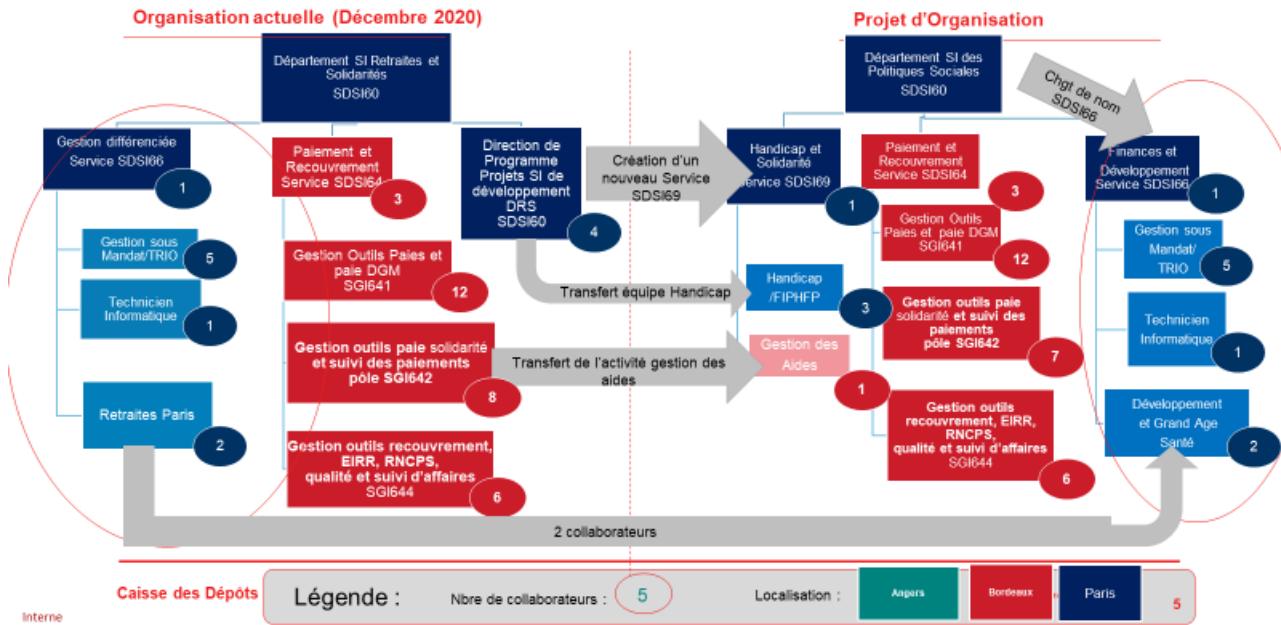 Organisation actuelle (Décembre 2020)
Projet d'Organisation
Département SI Retraites et
Solidarités
SDSI60
Gestion différenciée
Service SDSI66
1
Paiement et
Recouvrement
Service SDSI64
3
Direction de
Programme
Projets SI de
développement
DRS
SDSI60
4
Gestion sous
Mandat/TRIO
5
Technicien
Informatique
1
Retraites Paris
2
Gestion Outils Paies et
paie DGM
SGI641
12
Gestion outils paie solidarité
et suivi des paiements
pôle SGI642
8
Gestion outils recouvrement,
EIRR, RNCPS,
qualité et suivi d'affaires
SGI644
6
Création d'un
nouveau Service
SDSI69
Transfert équipe Handicap
Transfert de l'activité gestion des
aides
2 collaborateurs
Département SI des
Politiques Sociales
SDSI60
Chgt de nom
SDSI66
Handicap et
Solidarité
Service SDSI69
1
Handicap
/FIPHFP
3
Gestion des
Aides
1
Paiement et
Recouvrement
Service SDSI64
3
Gestion Outils
Paies et paie DGM
SGI641
12
Gestion outils paie
solidarité et suivi des
paiements
pôle SGI642
7
Gestion outils
recouvrement, EIRR,
RNCPS,
qualité et suivi d'affaires
SGI644
6
Finances et
Développement
Service SDSI66
1
Gestion sous
Mandat/
TRIO
5
Technicien
Informatique
1
Développement
et Grand Age
Santé
2
Caisse des Dépôts
Légende :
Nbre de collaborateurs :
5
Localisation :
Angers
Bordeaux
Paris
5
Interne